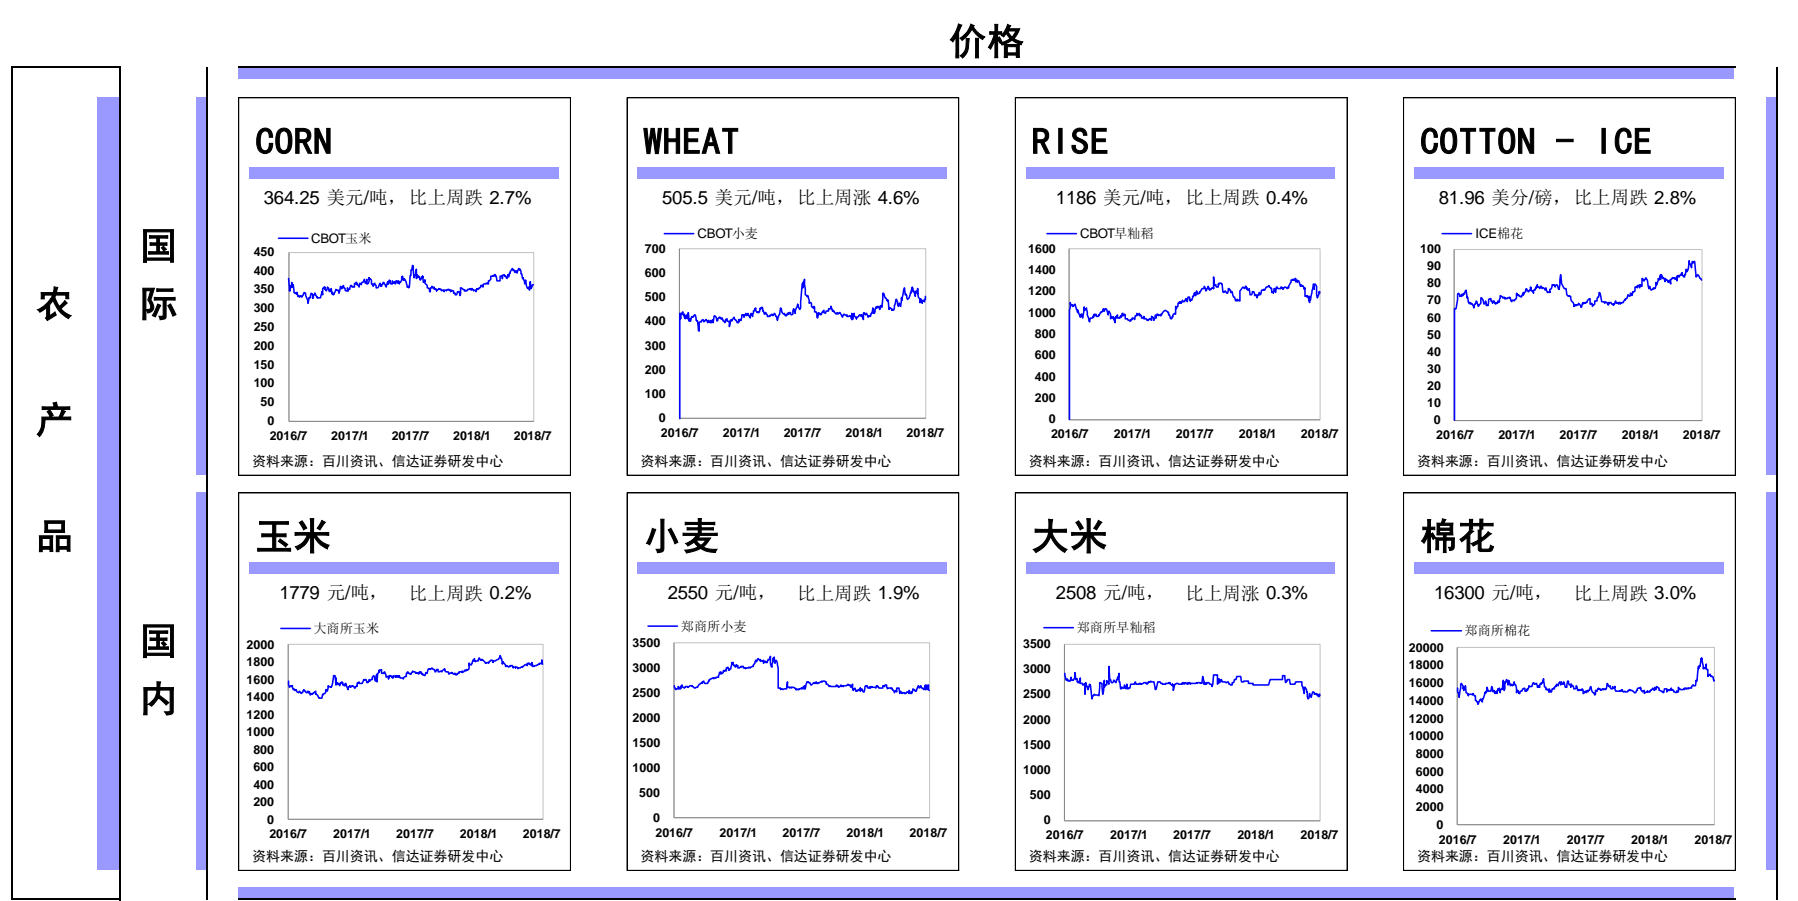 价格
农
产
品
国
际
CORN
364.25 美元/吨， 比上周跌 2.7%
CBOT玉米
450
400
350
300
250
200
150
100
50
0
2016/7 2017/1 2017/7 2018/1 2018/7
资料来源：百川资讯、信达证券研发中心
WHEAT
505.5 美元/吨， 比上周涨 4.6%
CBOT小麦
700
600
500
400
300
200
100
0
2016/7 2017/1 2017/7 2018/1 2018/7
资料来源：百川资讯、信达证券研发中心
RISE
1186 美元/吨， 比上周跌 0.4%
CBOT早籼稻
1600
1400
1200
1000
800
600
400
200
0
2016/7 2017/1 2017/7 2018/1 2018/7
资料来源：百川资讯、信达证券研发中心
COTTON － ICE
81.96 美分/磅， 比上周跌 2.8%
ICE棉花
100
90
80
70
60
50
40
30
20
10
0
2016/7 2017/1 2017/7 2018/1 2018/7
资料来源：百川资讯、信达证券研发中心
国
内
玉米
1779 元/吨， 比上周跌 0.2%
大商所玉米
2000
1800
1600
1400
1200
1000
800
600
400
200
0
2016/7 2017/1 2017/7 2018/1 2018/7
资料来源：百川资讯、信达证券研发中心
小麦
2550 元/吨， 比上周跌 1.9%
郑商所小麦
3500
3000
2500
2000
1500
1000
500
0
2016/7 2017/1 2017/7 2018/1 2018/7
资料来源：百川资讯、信达证券研发中心
大米
2508 元/吨， 比上周涨 0.3%
郑商所早籼稻
3500
3000
2500
2000
1500
1000
500
0
2016/7 2017/1 2017/7 2018/1 2018/7
资料来源：百川资讯、信达证券研发中心
棉花
16300 元/吨， 比上周跌 3.0%
郑商所棉花
20000
18000
16000
14000
12000
10000
8000
6000
4000
2000
0
2016/7 2017/1 2017/7 2018/1 2018/7
资料来源：百川资讯、信达证券研发中心